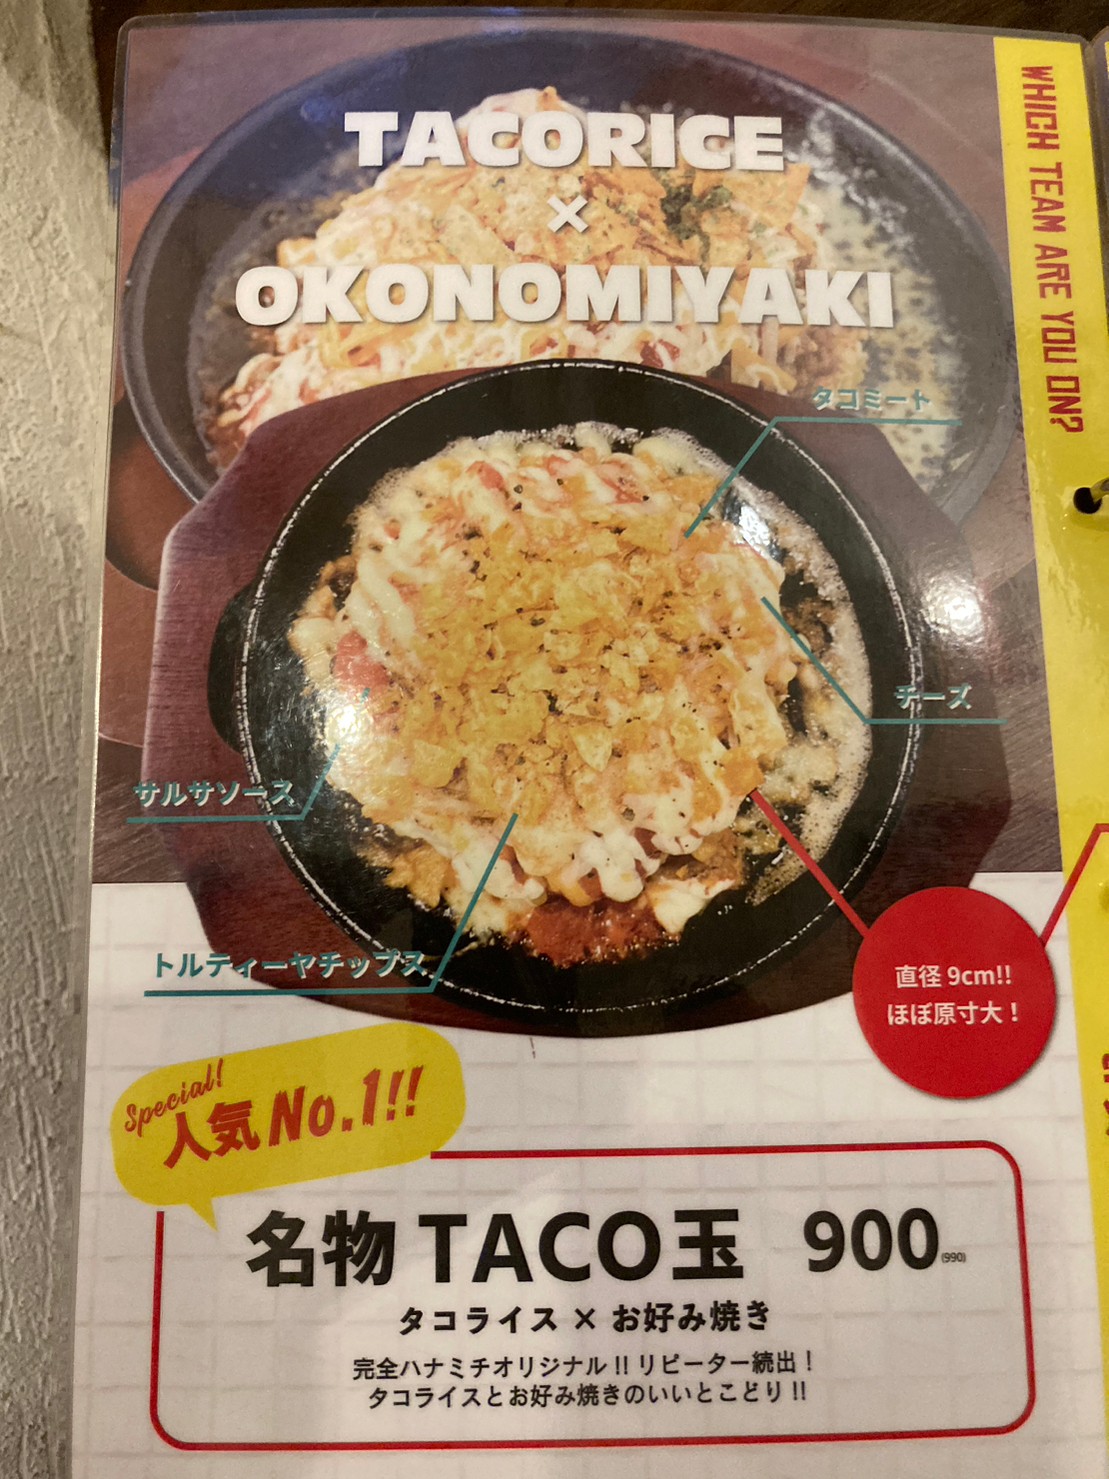 TACORICE
×
OKONOMIYAKI
WHICH TEAM ARE YOU ON?
タコミート
チーズ
サルサソース
トルティーヤチップス
直径 9cm!!
ほぼ原寸大！
Special!
人気 No.1!!
名物 TACO玉 900 (990)
タコライス × お好み焼き
完全ハナミチオリジナル !! リピーター続出！
タコライスとお好み焼きのいいとこどり !!